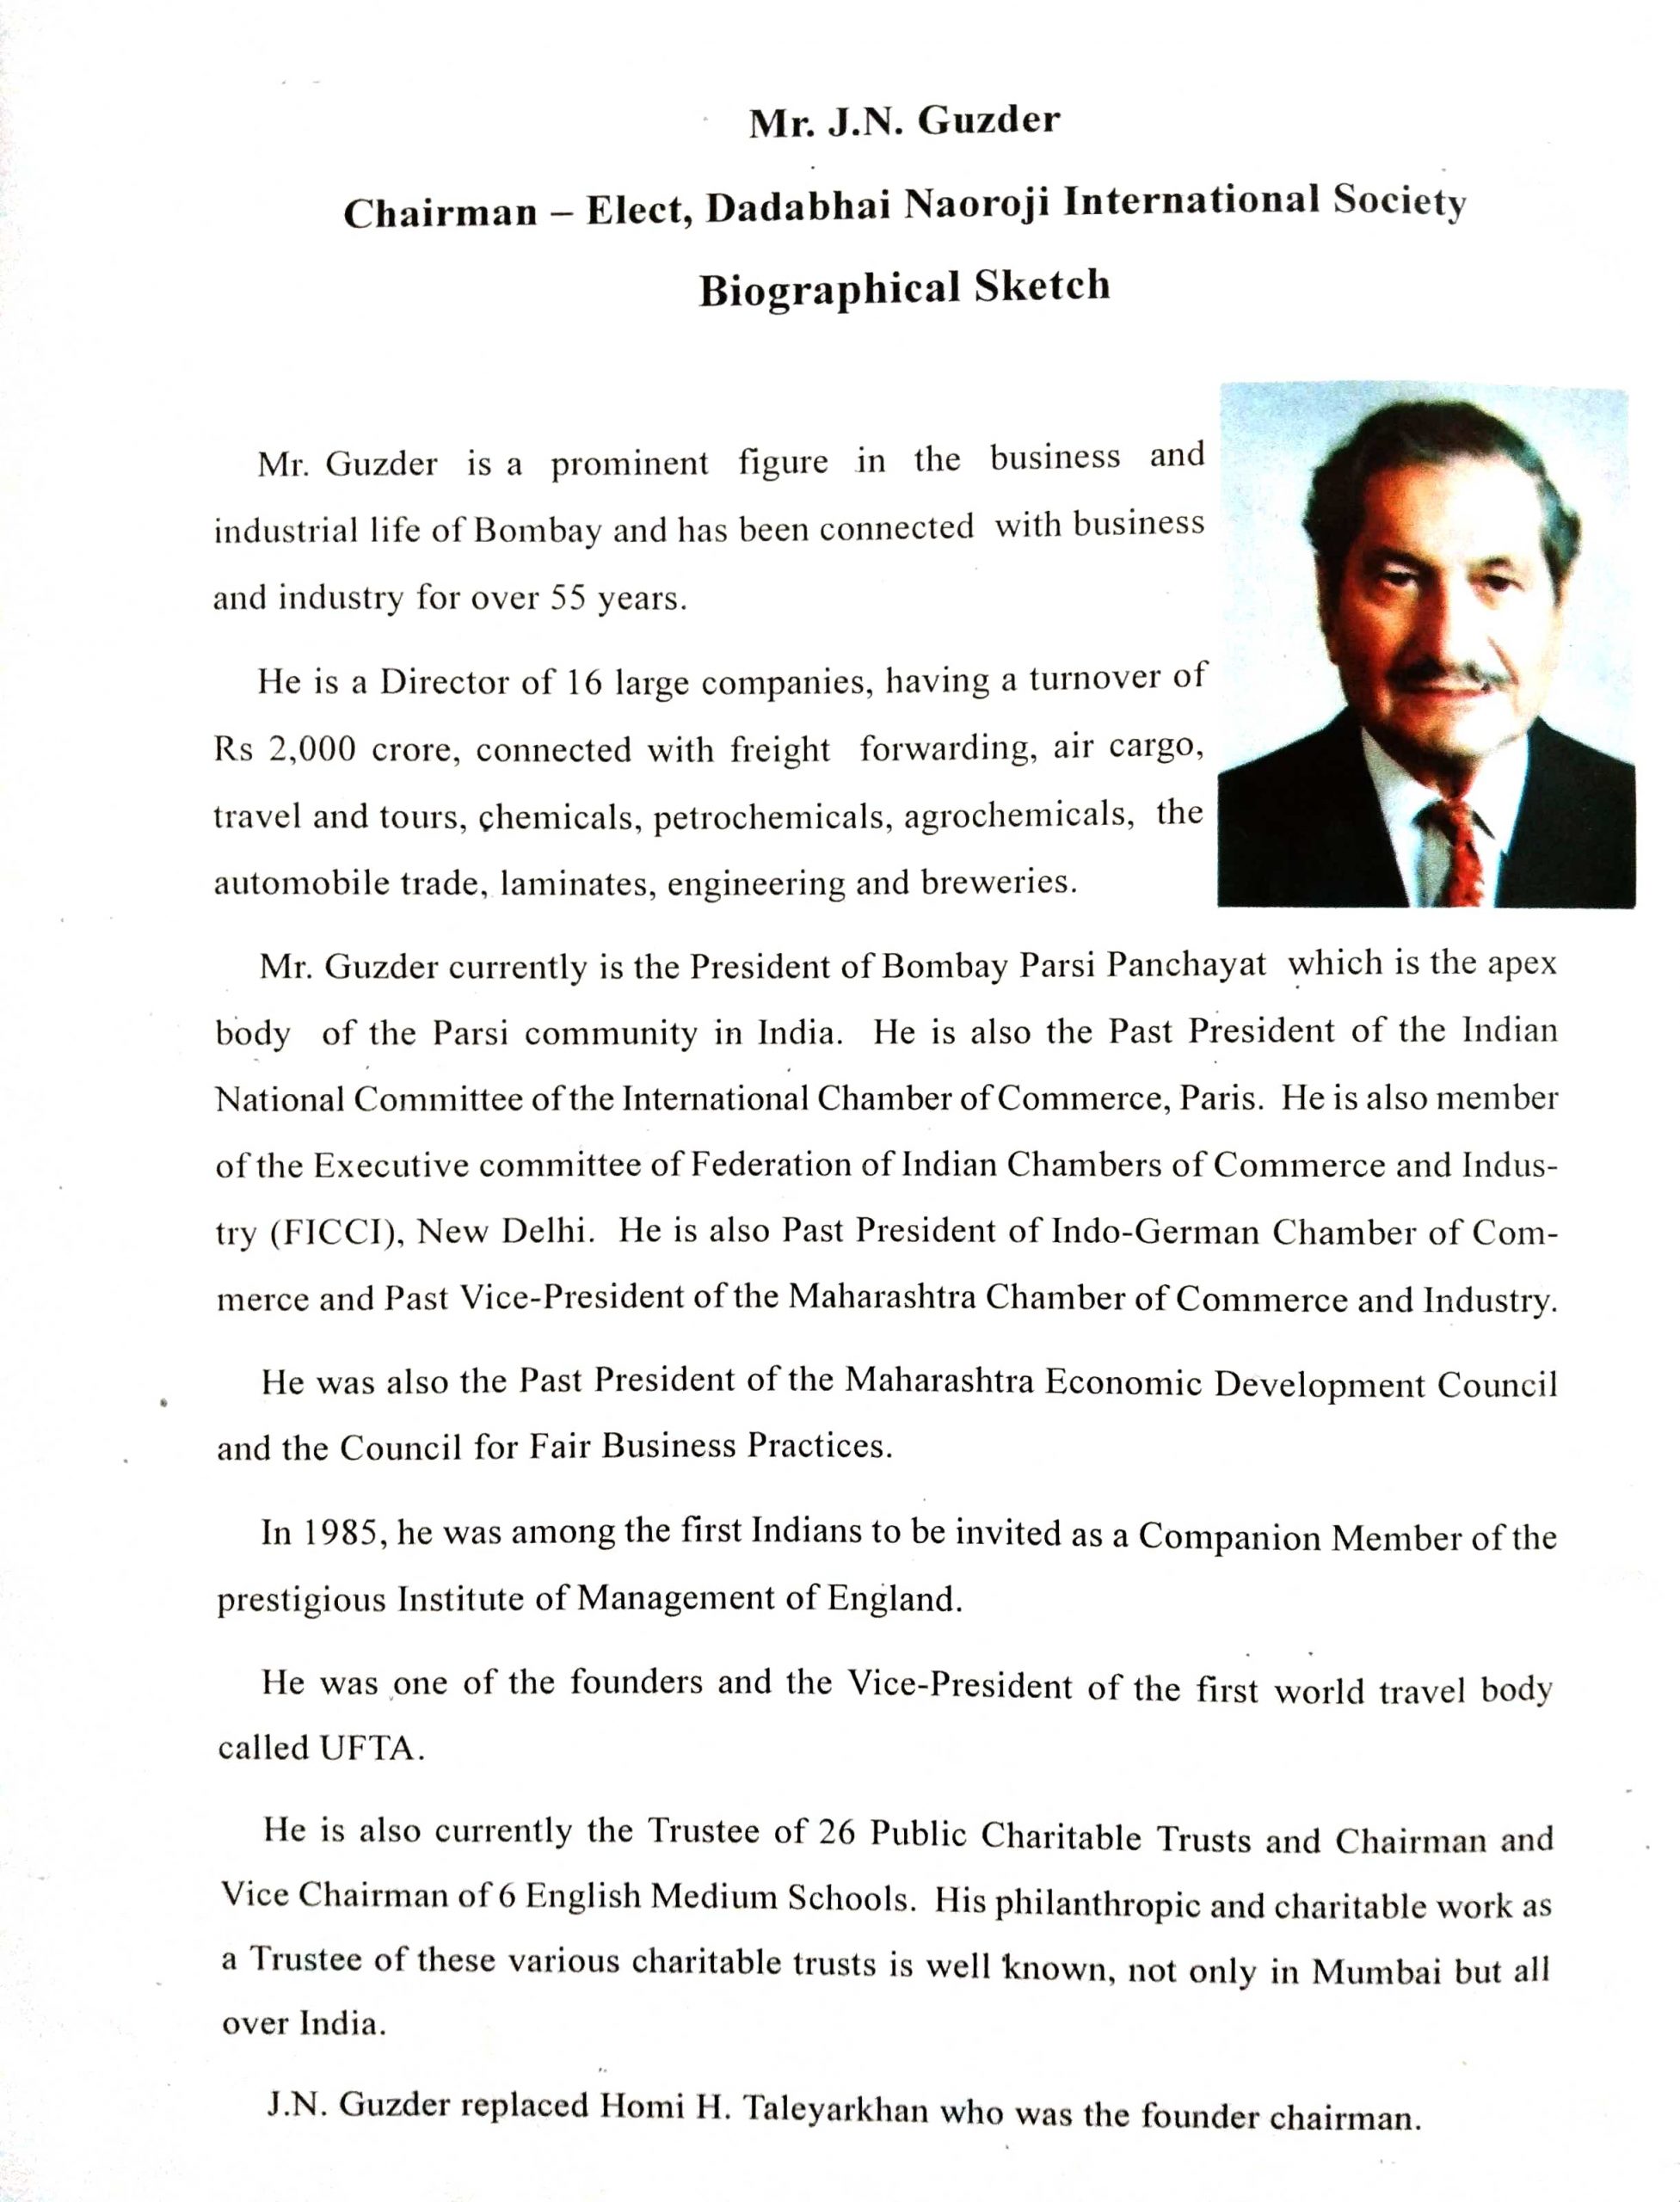 Mr. J.N. Guzder
Chairman – Elect, Dadabhai Naoroji International Society
Biographical Sketch
Mr. Guzder is a prominent figure in the business and
industrial life of Bombay and has been connected with business
and industry for over 55 years.
He is a Director of 16 large companies, having a turnover of
Rs 2,000 crore, connected with freight forwarding, air cargo,
travel and tours, chemicals, petrochemicals, agrochemicals, the
automobile trade, laminates, engineering and breweries.
Mr. Guzder currently is the President of Bombay Parsi Panchayat which is the apex
body of the Parsi community in India. He is also the Past President of the Indian
National Committee of the International Chamber of Commerce, Paris. He is also member
of the Executive committee of Federation of Indian Chambers of Commerce and Indus-
try (FICCI), New Delhi. He is also Past President of Indo-German Chamber of Com-
merce and Past Vice-President of the Maharashtra Chamber of Commerce and Industry.
He was also the Past President of the Maharashtra Economic Development Council
and the Council for Fair Business Practices.
In 1985, he was among the first Indians to be invited as a Companion Member of the
prestigious Institute of Management of England.
He was one of the founders and the Vice-President of the first world travel body
called UFTA.
He is also currently the Trustee of 26 Public Charitable Trusts and Chairman and
Vice Chairman of 6 English Medium Schools. His philanthropic and charitable work as
a Trustee of these various charitable trusts is well known, not only in Mumbai but all
over India.
J.N. Guzder replaced Homi H. Taleyarkhan who was the founder chairman.